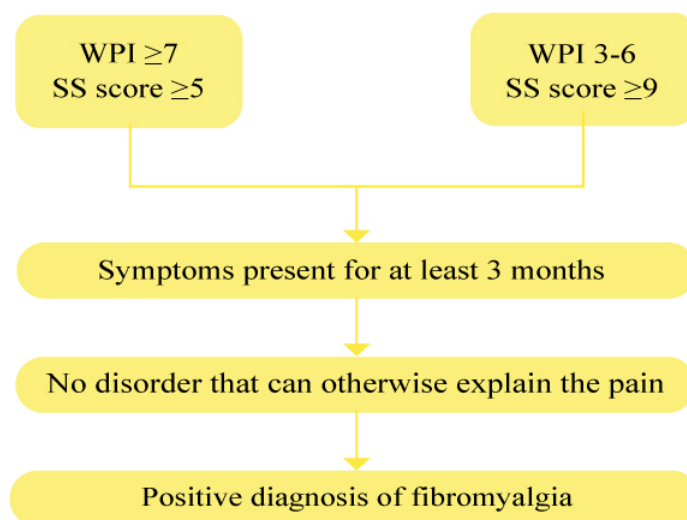 WPI ≥7
SS score ≥5
WPI 3-6
SS score ≥9
Symptoms present for at least 3 months
No disorder that can otherwise explain the pain
Positive diagnosis of fibromyalgia